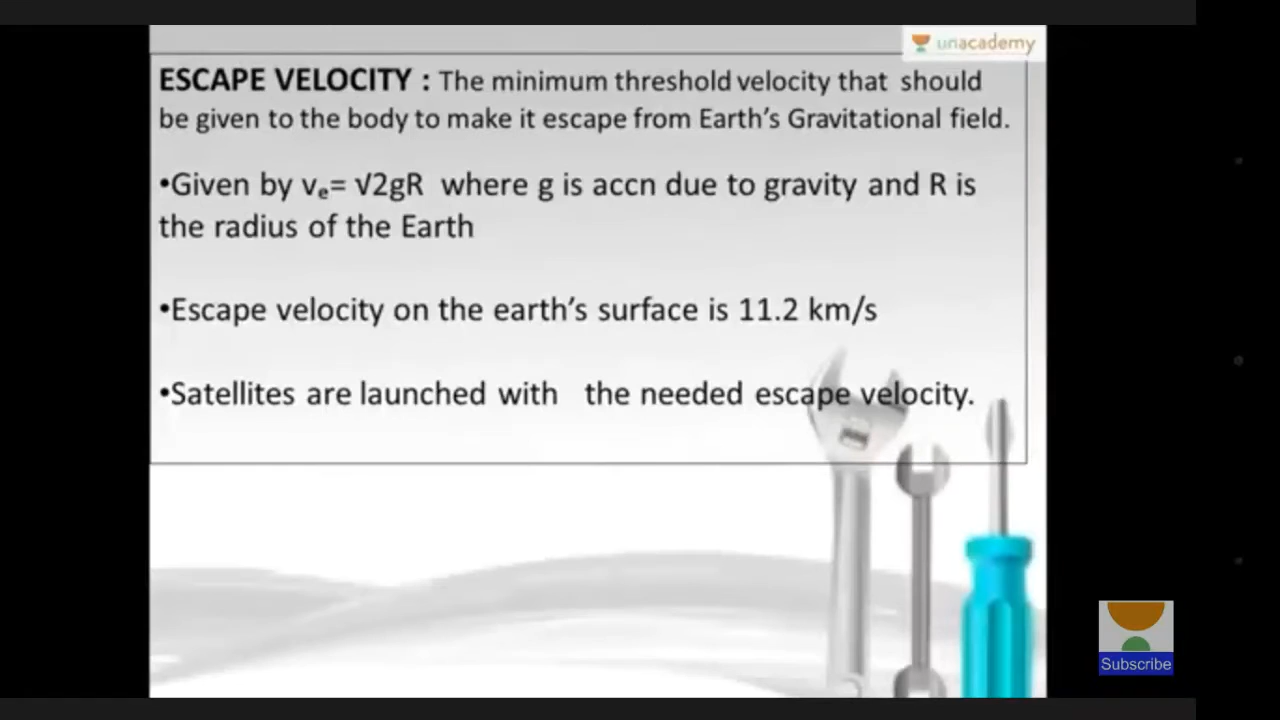 unacademy
ESCAPE VELOCITY : The minimum threshold velocity that should
be given to the body to make it escape from Earth's Gravitational field.
•Given by vₑ= √2gR where g is accn due to gravity and R is
the radius of the Earth
•Escape velocity on the earth's surface is 11.2 km/s
•Satellites are launched with the needed escape velocity.
Subscribe